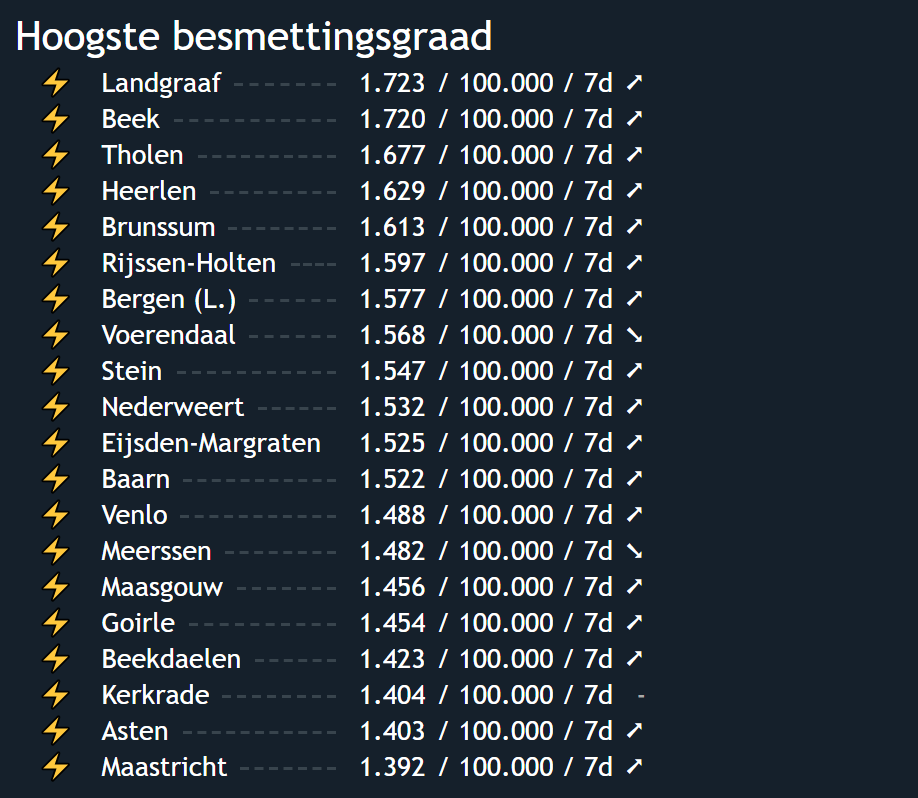 Hoogste besmettingsgraad
⚡ Landgraaf ------- 1.723 / 100.000 / 7d ➚
⚡ Beek ----------- 1.720 / 100.000 / 7d ➚
⚡ Tholen --------- 1.677 / 100.000 / 7d ➚
⚡ Heerlen -------- 1.629 / 100.000 / 7d ➚
⚡ Brunssum ------- 1.613 / 100.000 / 7d ➚
⚡ Rijssen-Holten ---- 1.597 / 100.000 / 7d ➚
⚡ Bergen (L.) ------ 1.577 / 100.000 / 7d ➚
⚡ Voerendaal ------ 1.568 / 100.000 / 7d ➘
⚡ Stein ----------- 1.547 / 100.000 / 7d ➚
⚡ Nederweert ----- 1.532 / 100.000 / 7d ➚
⚡ Eijsden-Margraten 1.525 / 100.000 / 7d ➚
⚡ Baarn ---------- 1.522 / 100.000 / 7d ➚
⚡ Venlo ---------- 1.488 / 100.000 / 7d ➚
⚡ Meerssen ------- 1.482 / 100.000 / 7d ➘
⚡ Maasgouw ------- 1.456 / 100.000 / 7d ➚
⚡ Goirle ---------- 1.454 / 100.000 / 7d ➚
⚡ Beekdaelen ----- 1.423 / 100.000 / 7d ➚
⚡ Kerkrade -------- 1.404 / 100.000 / 7d -
⚡ Asten ---------- 1.403 / 100.000 / 7d ➚
⚡ Maastricht ------ 1.392 / 100.000 / 7d ➚